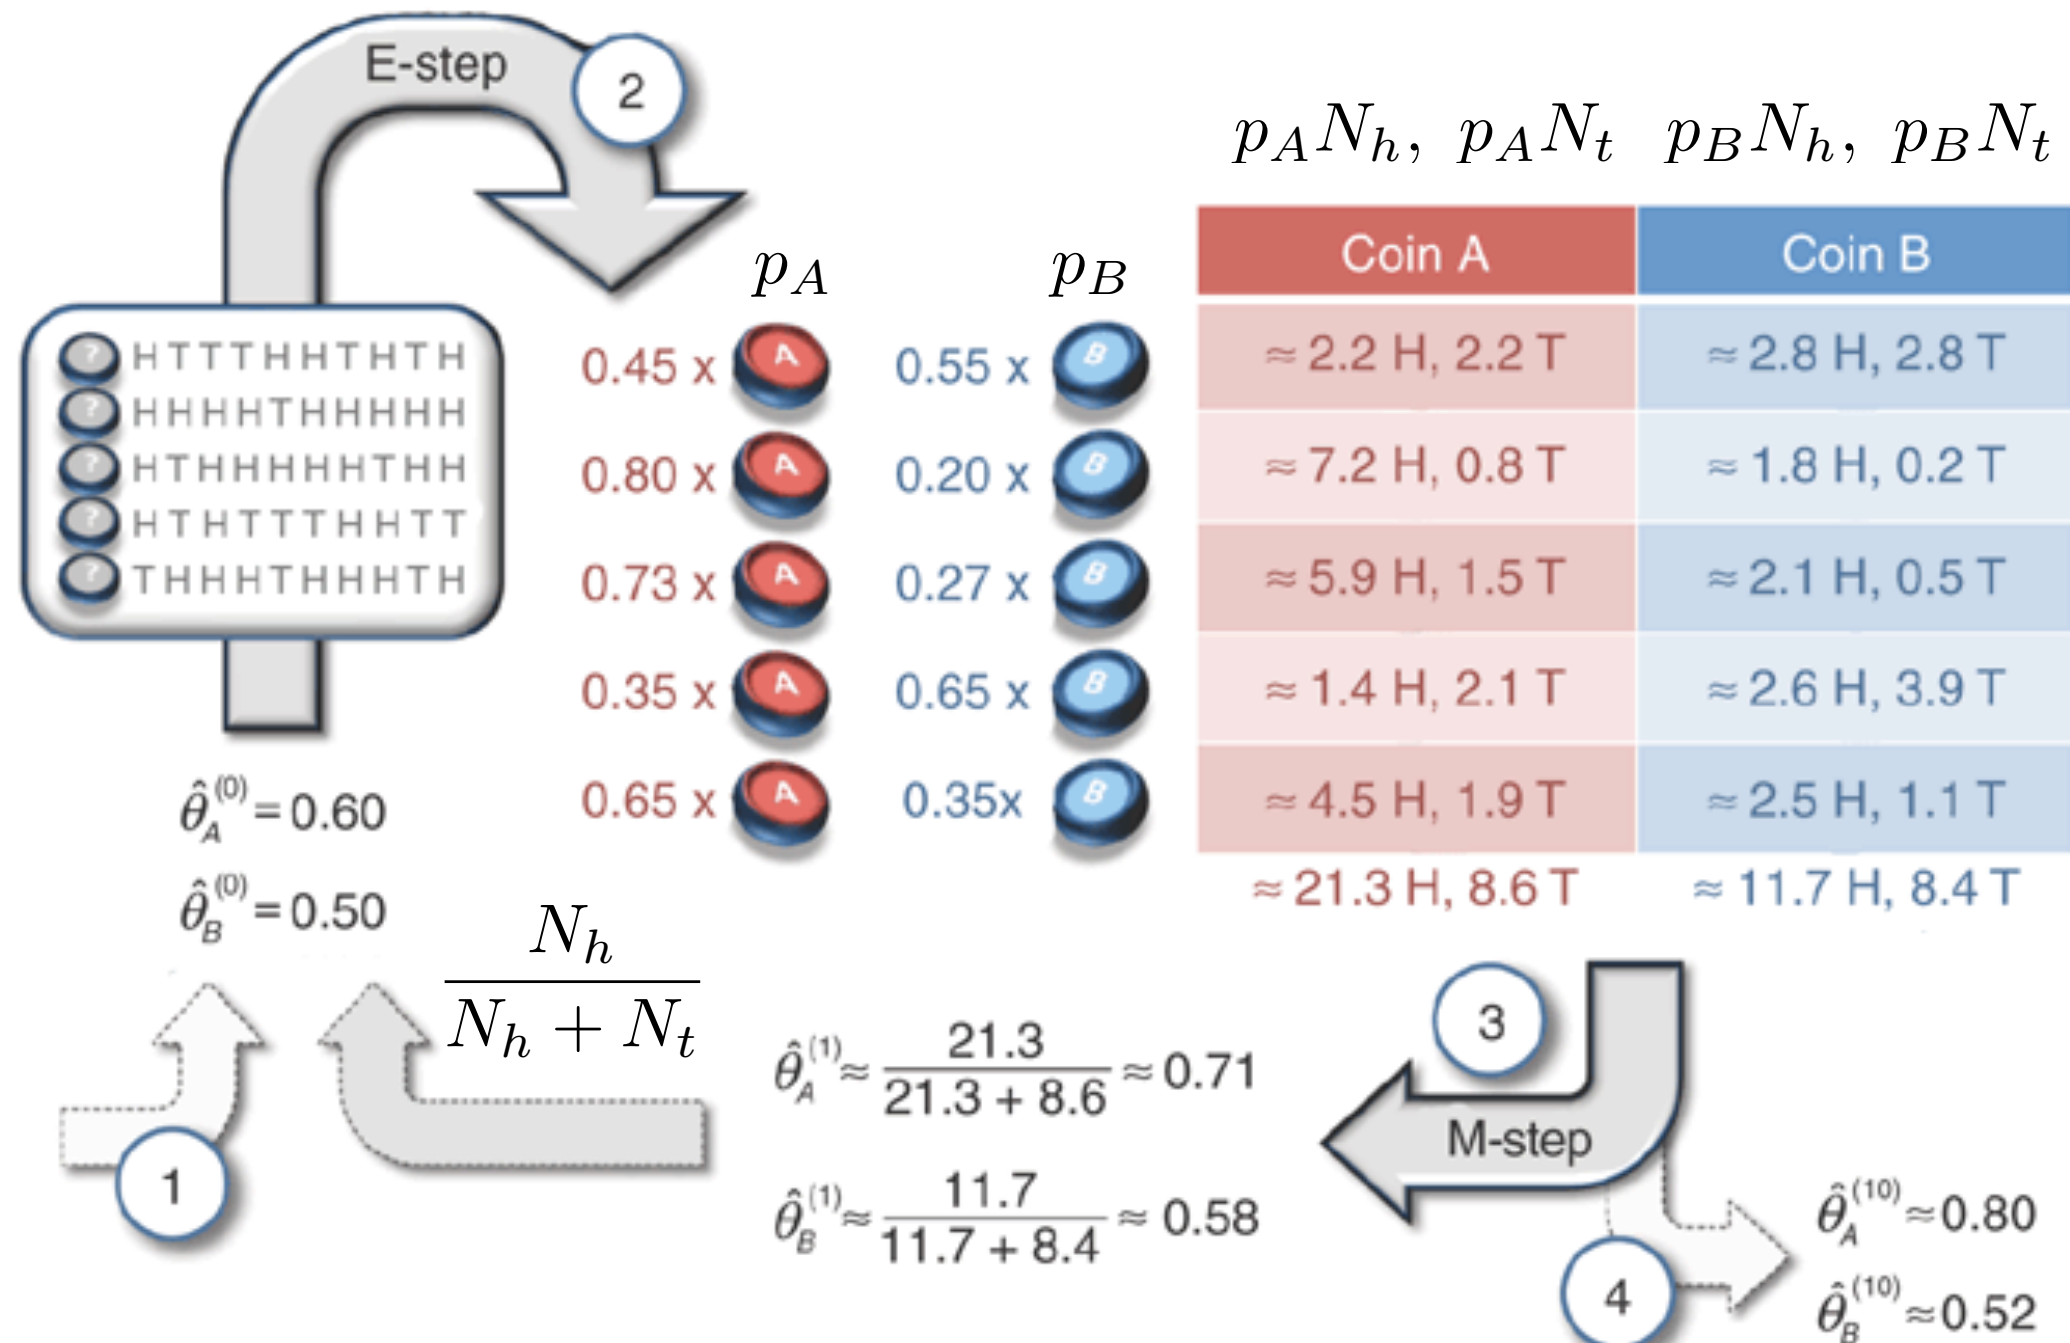 E-step
2
p_A N_h, p_A N_t p_B N_h, p_B N_t
Coin A Coin B
p_A p_B
? HTTTHHTHTH
? HHHHTHHHHH
? HTHHHHHTHH
? HTHTTTHHTT
? THHHTHHHTH
0.45 x A 0.55 x B ≈ 2.2 H, 2.2 T ≈ 2.8 H, 2.8 T
0.80 x A 0.20 x B ≈ 7.2 H, 0.8 T ≈ 1.8 H, 0.2 T
0.73 x A 0.27 x B ≈ 5.9 H, 1.5 T ≈ 2.1 H, 0.5 T
0.35 x A 0.65 x B ≈ 1.4 H, 2.1 T ≈ 2.6 H, 3.9 T
0.65 x A 0.35x B ≈ 4.5 H, 1.9 T ≈ 2.5 H, 1.1 T
≈ 21.3 H, 8.6 T ≈ 11.7 H, 8.4 T
θ̂_A^(0) = 0.60
θ̂_B^(0) = 0.50
1
N_h
N_h + N_t
θ̂_A^(1) ≈ 21.3 / (21.3 + 8.6) ≈ 0.71
θ̂_B^(1) ≈ 11.7 / (11.7 + 8.4) ≈ 0.58
3
M-step
4
θ̂_A^(10) ≈ 0.80
θ̂_B^(10) ≈ 0.52